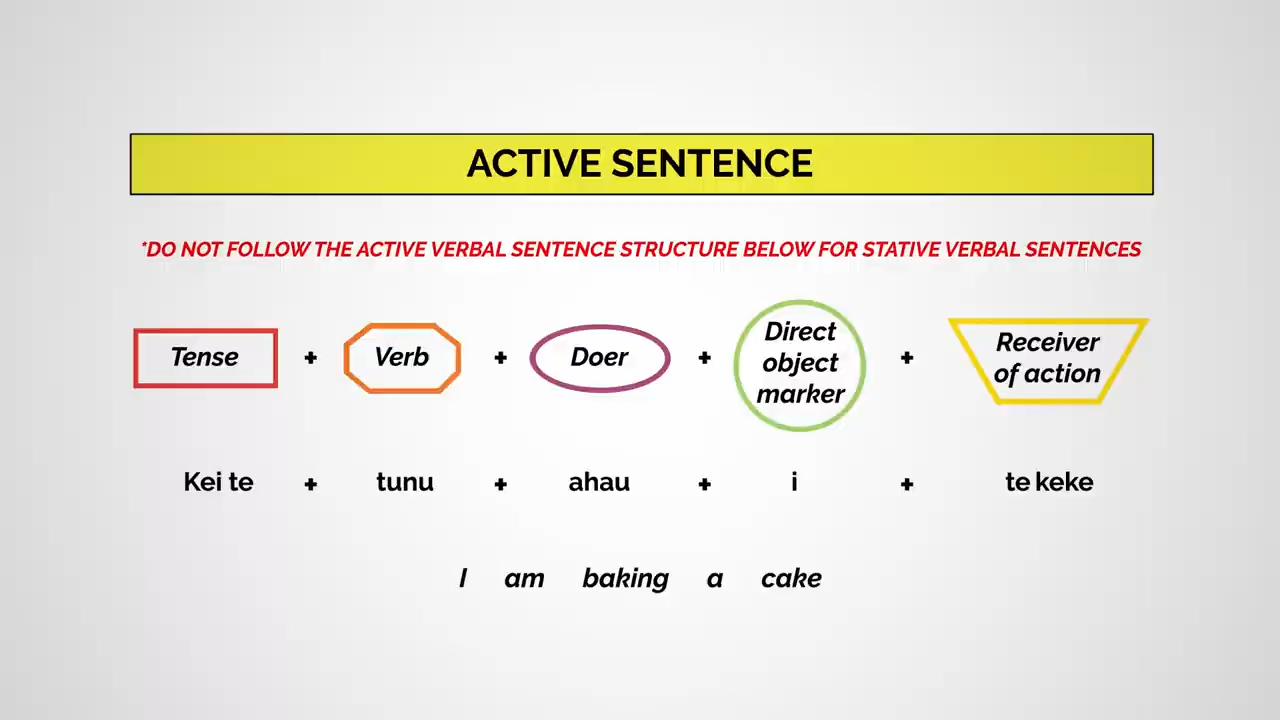 ACTIVE SENTENCE
*DO NOT FOLLOW THE ACTIVE VERBAL SENTENCE STRUCTURE BELOW FOR STATIVE VERBAL SENTENCES
Tense + Verb + Doer + Direct object marker + Receiver of action
Kei te + tunu + ahau + i + te keke
I am baking a cake